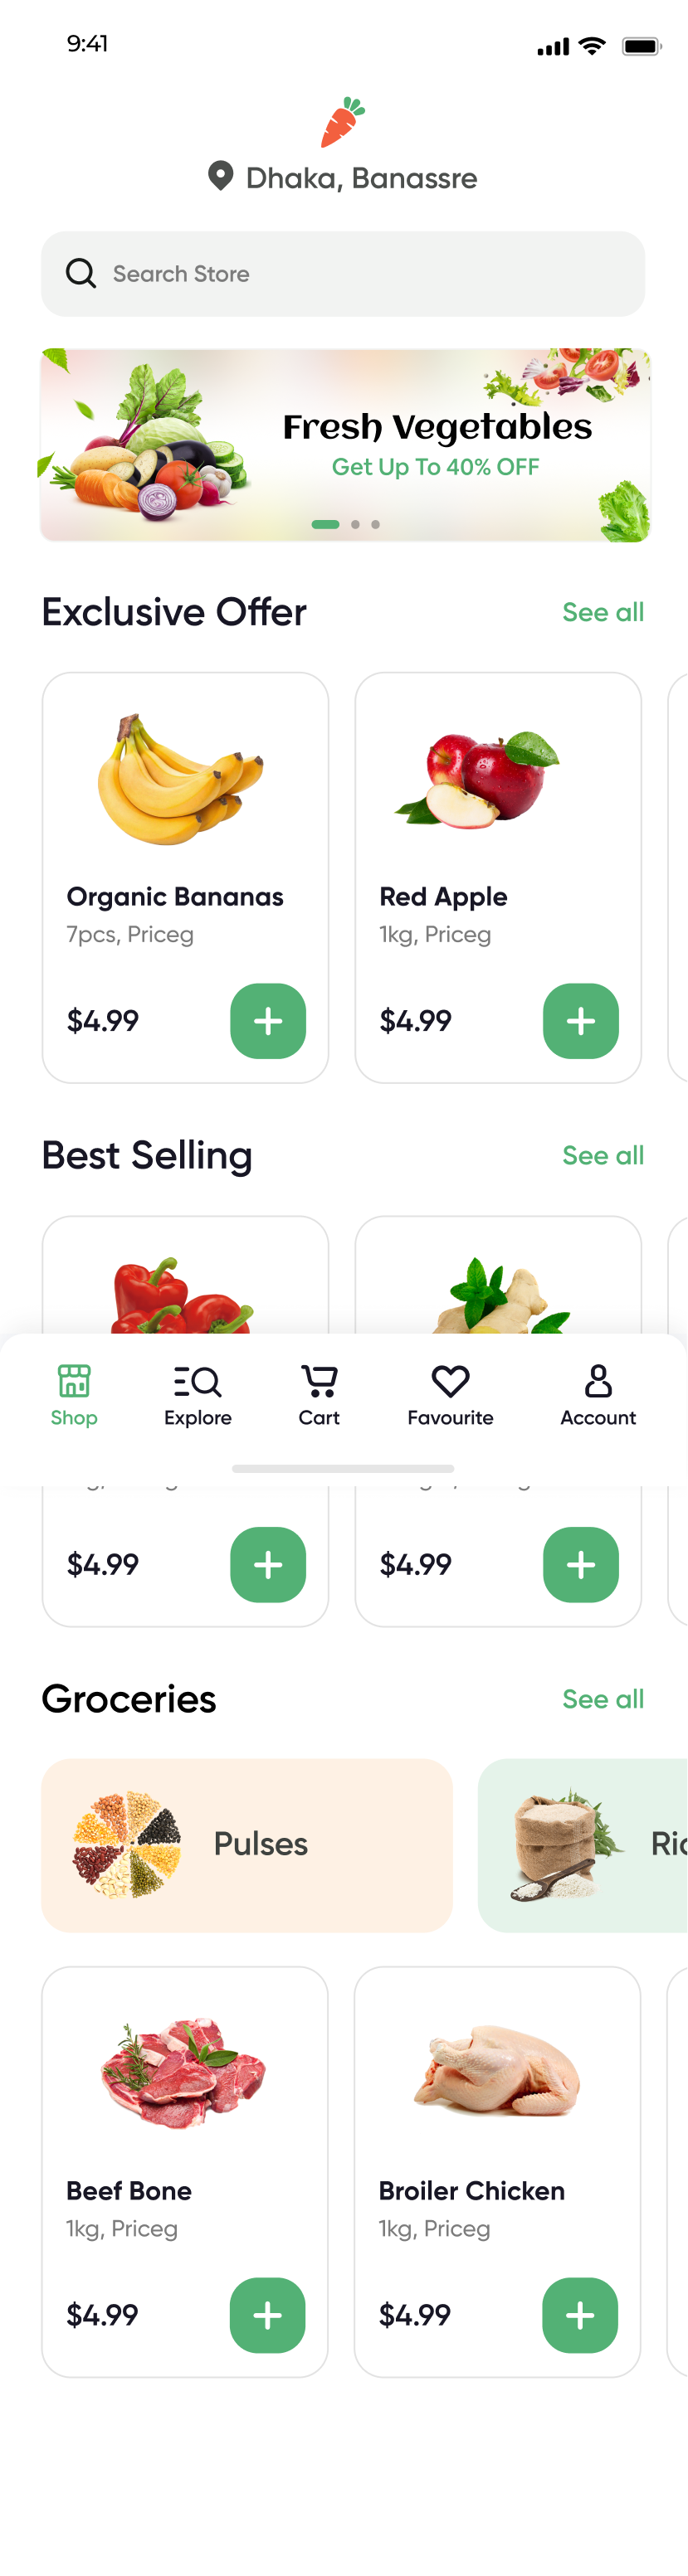 9:41
Dhaka, Banassre
Search Store
Fresh Vegetables
Get Up To 40% OFF
Exclusive Offer
See all
Organic Bananas
Red Apple
7pcs, Priceg
1kg, Priceg
$4.99
$4.99
Best Selling
See all
Shop
Explore
Cart
Favourite
Account
$4.99
$4.99
Groceries
See all
Pulses
Beef Bone
Broiler Chicken
1kg, Priceg
1kg, Priceg
$4.99
$4.99